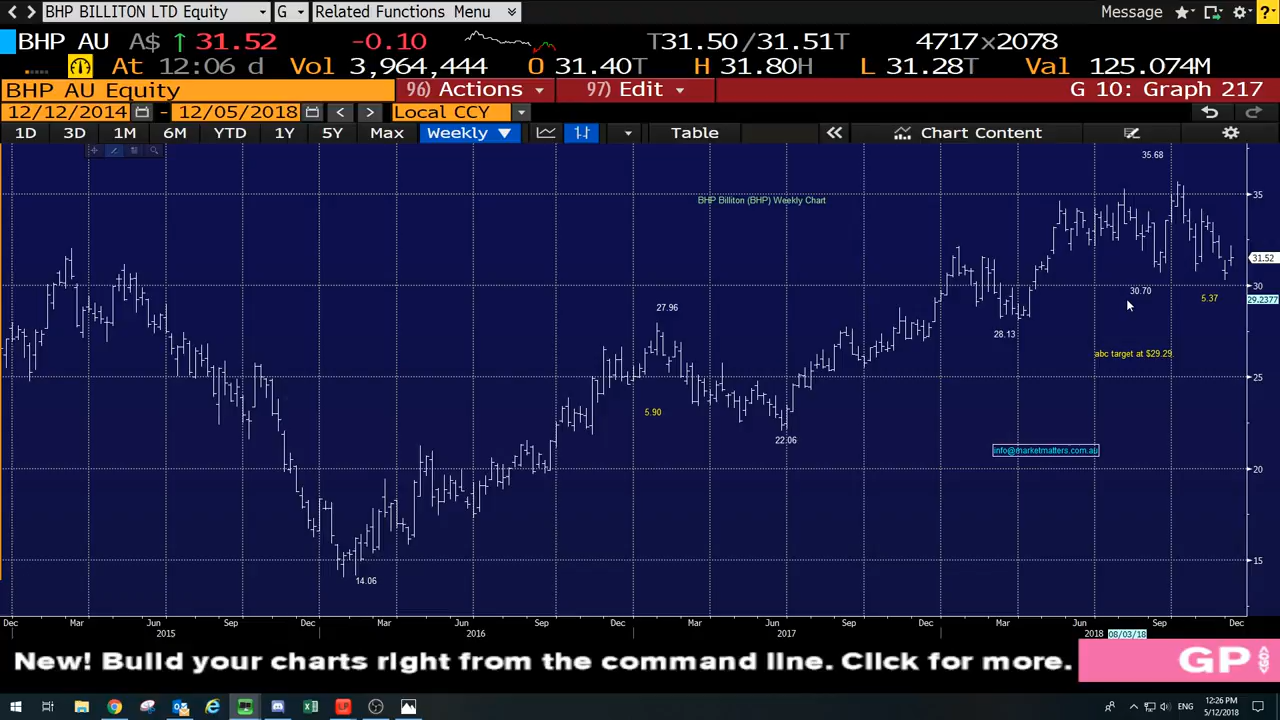 BHP BILLITON LTD Equity G Related Functions Menu Message
BHP AU A$ 31.52 -0.10 T31.50/31.51T 4717×2078
At 12:06 d Vol 3,964,444 O 31.40T H 31.80H L 31.28T Val 125.074M
BHP AU Equity 96) Actions 97) Edit G 10: Graph 217
12/12/2014 - 12/05/2018 Local CCY
1D 3D 1M 6M YTD 1Y 5Y Max Weekly Table Chart Content
35.68
BHP Billiton (BHP) Weekly Chart
35
31.52
30
30.70
5.37
29.2377
27.96
28.13
abc target at $29.29
25
5.90
22.06
info@marketmatters.com.au
20
15
14.06
Dec Mar Jun Sep Dec Mar Jun Sep Dec Mar Jun Sep Dec Mar Jun Sep Dec
2015 2016 2017 2018 08/03/18
New! Build your charts right from the command line. Click for more. GP
12:26 PM
ENG
5/12/2018